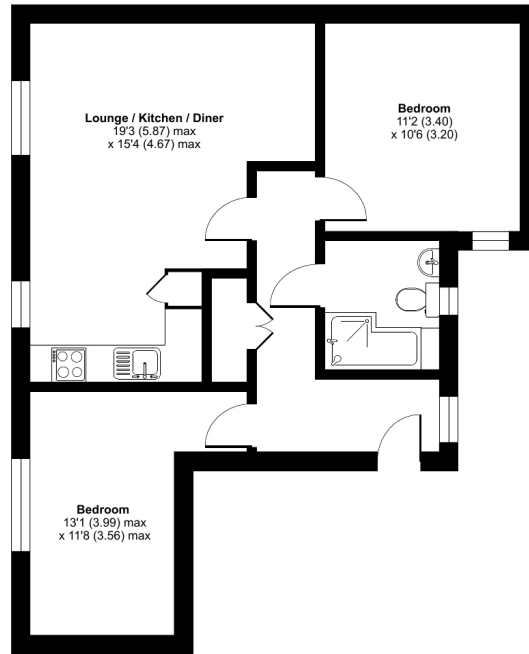 Lounge / Kitchen / Diner
19'3 (5.87) max
x 15'4 (4.67) max
Bedroom
11'2 (3.40)
x 10'6 (3.20)
Bedroom
13'1 (3.99) max
x 11'8 (3.56) max